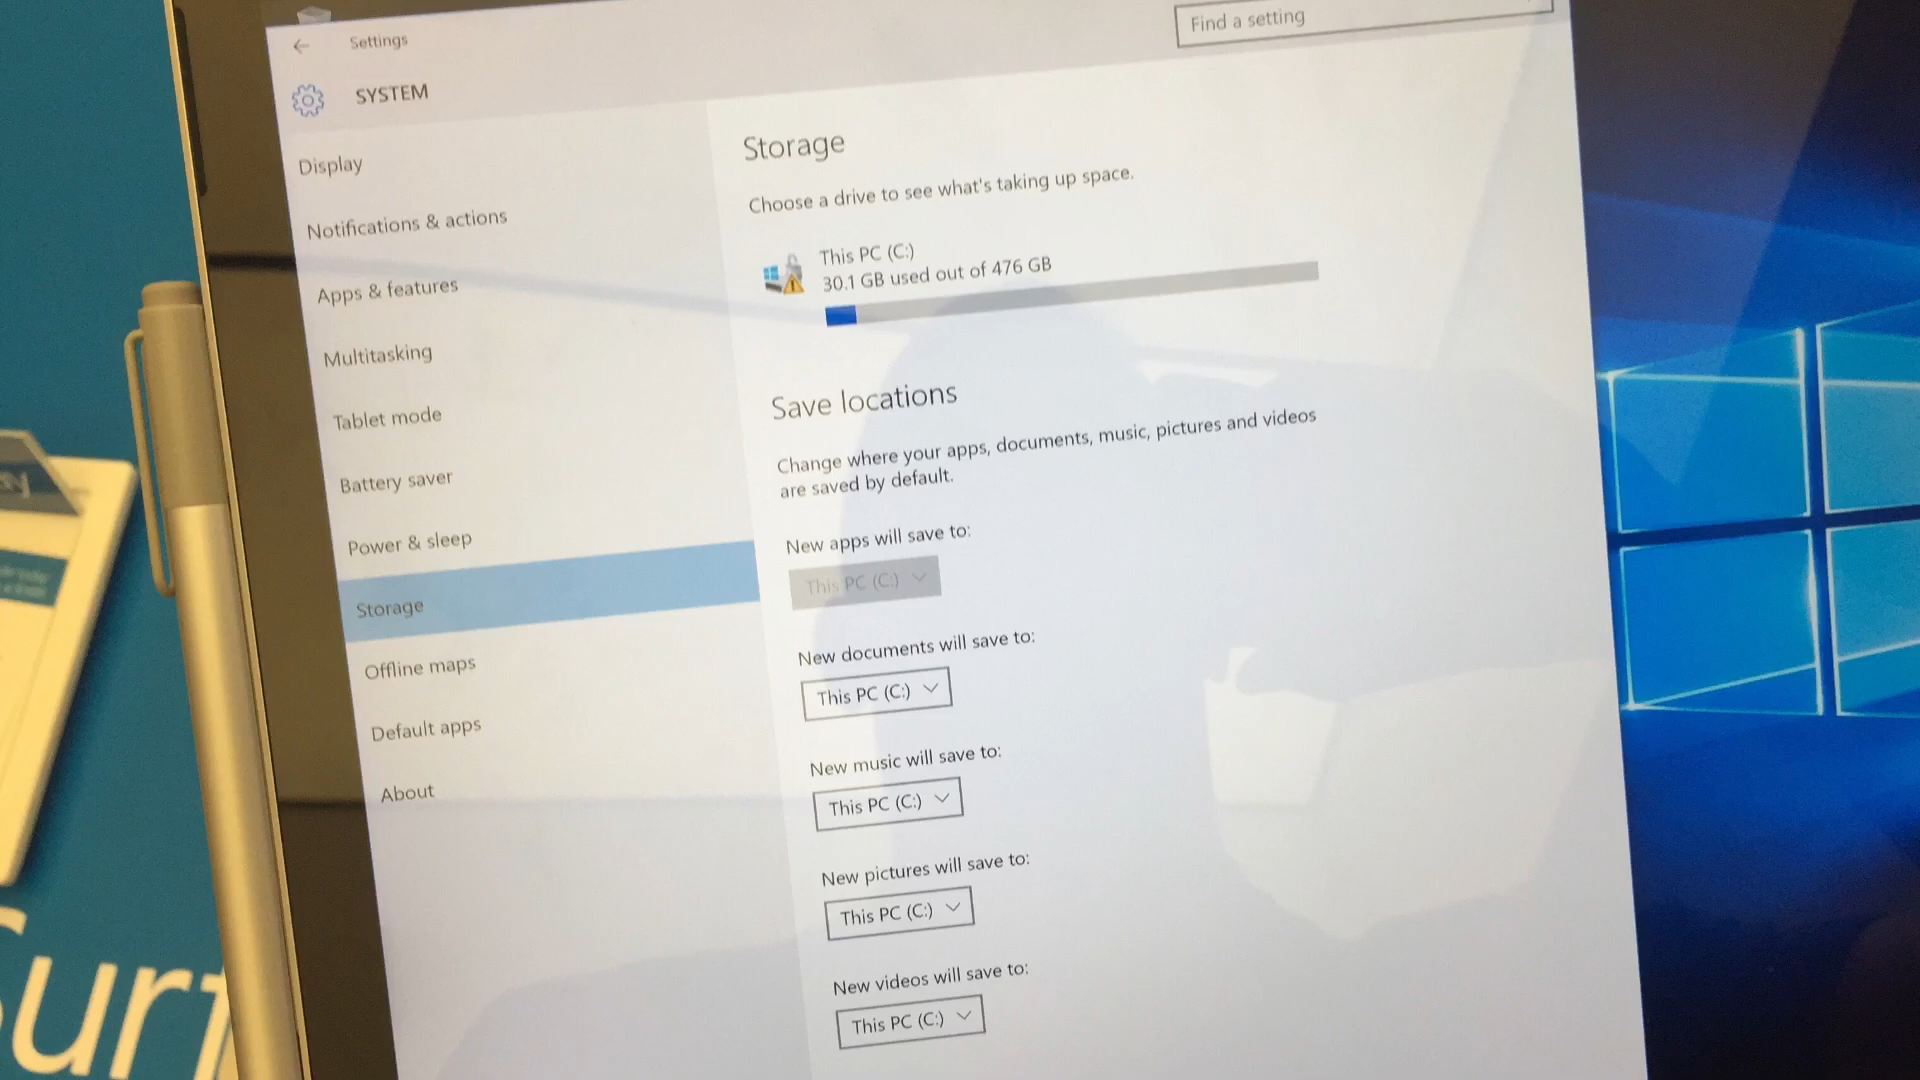 Settings
Find a setting
SYSTEM
Display
Notifications & actions
Apps & features
Multitasking
Tablet mode
Battery saver
Power & sleep
Storage
Offline maps
Default apps
About
Storage
Choose a drive to see what's taking up space.
This PC (C:)
30.1 GB used out of 476 GB
Save locations
Change where your apps, documents, music, pictures and videos
are saved by default.
New apps will save to:
This PC (C:)
New documents will save to:
This PC (C:)
New music will save to:
This PC (C:)
New pictures will save to:
This PC (C:)
New videos will save to:
This PC (C:)
Surf